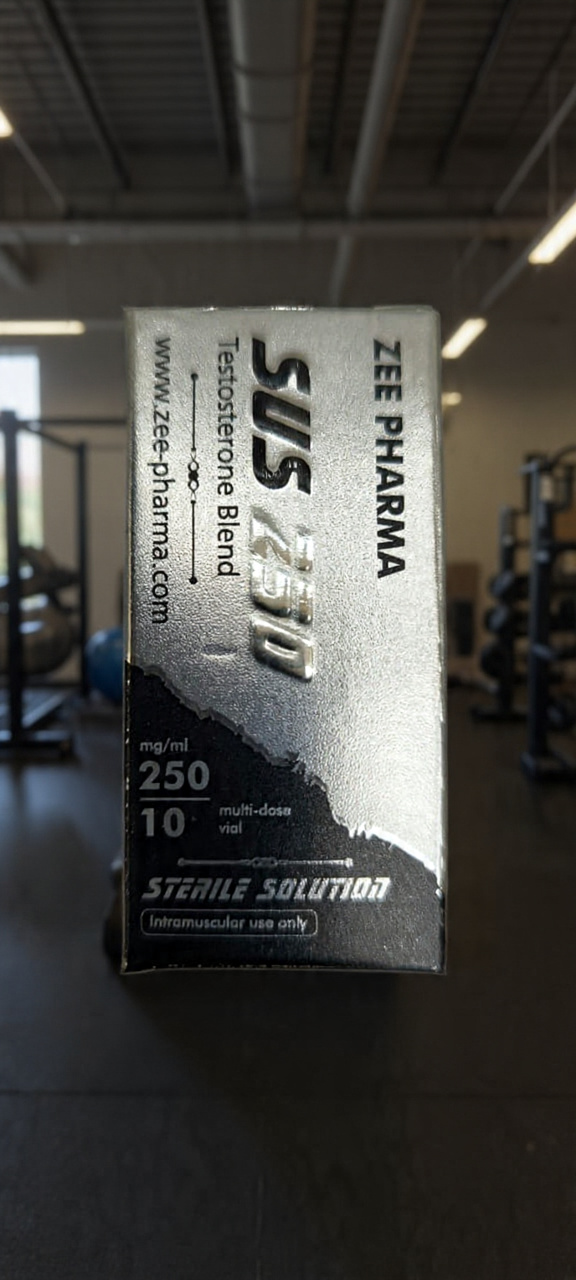 ZEE PHARMA
SUS 250
Testosterone Blend
www.zee-pharma.com
mg/ml
250
10
multi-dose
vial
STERILE SOLUTION
Intramuscular use only